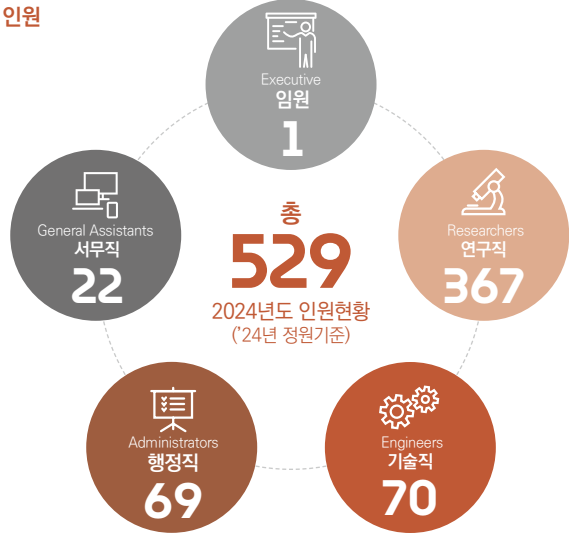 인원
Executive
임원
1
General Assistants
서무직
22
총
529
2024년도 인원현황
('24년 정원기준)
Researchers
연구직
367
Administrators
행정직
69
Engineers
기술직
70